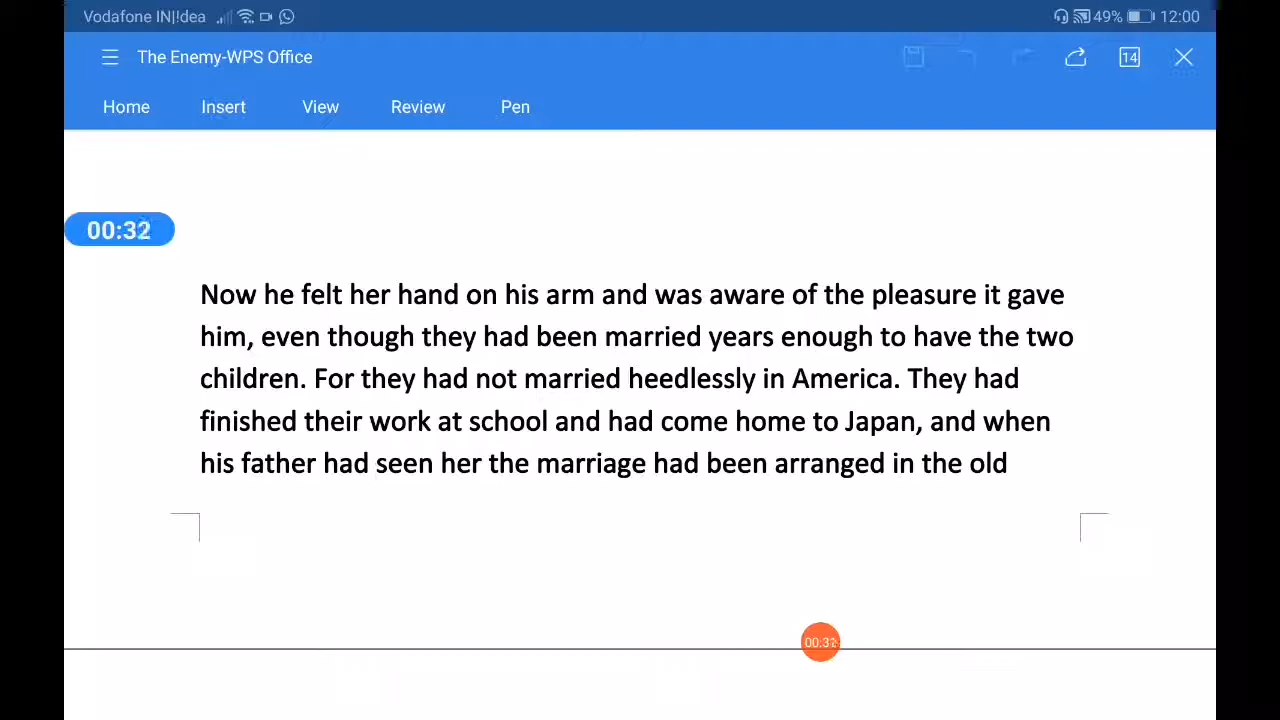 Vodafone IN|!dea 49% 12:00
The Enemy-WPS Office 14
Home Insert View Review Pen
00:32
Now he felt her hand on his arm and was aware of the pleasure it gave
him, even though they had been married years enough to have the two
children. For they had not married heedlessly in America. They had
finished their work at school and had come home to Japan, and when
his father had seen her the marriage had been arranged in the old